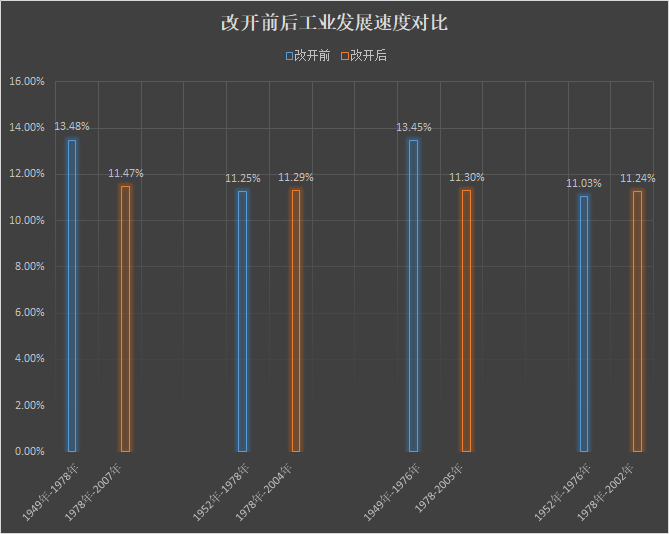 改开前后工业发展速度对比
改开前 改开后
16.00%
14.00%
12.00%
10.00%
8.00%
6.00%
4.00%
2.00%
0.00%
13.48%
11.47%
11.25%
11.29%
13.45%
11.30%
11.03%
11.24%
1949年-1978年
1978年-2007年
1952年-1978年
1978年-2004年
1949年-1976年
1978-2005年
1952年-1976年
1978年-2002年